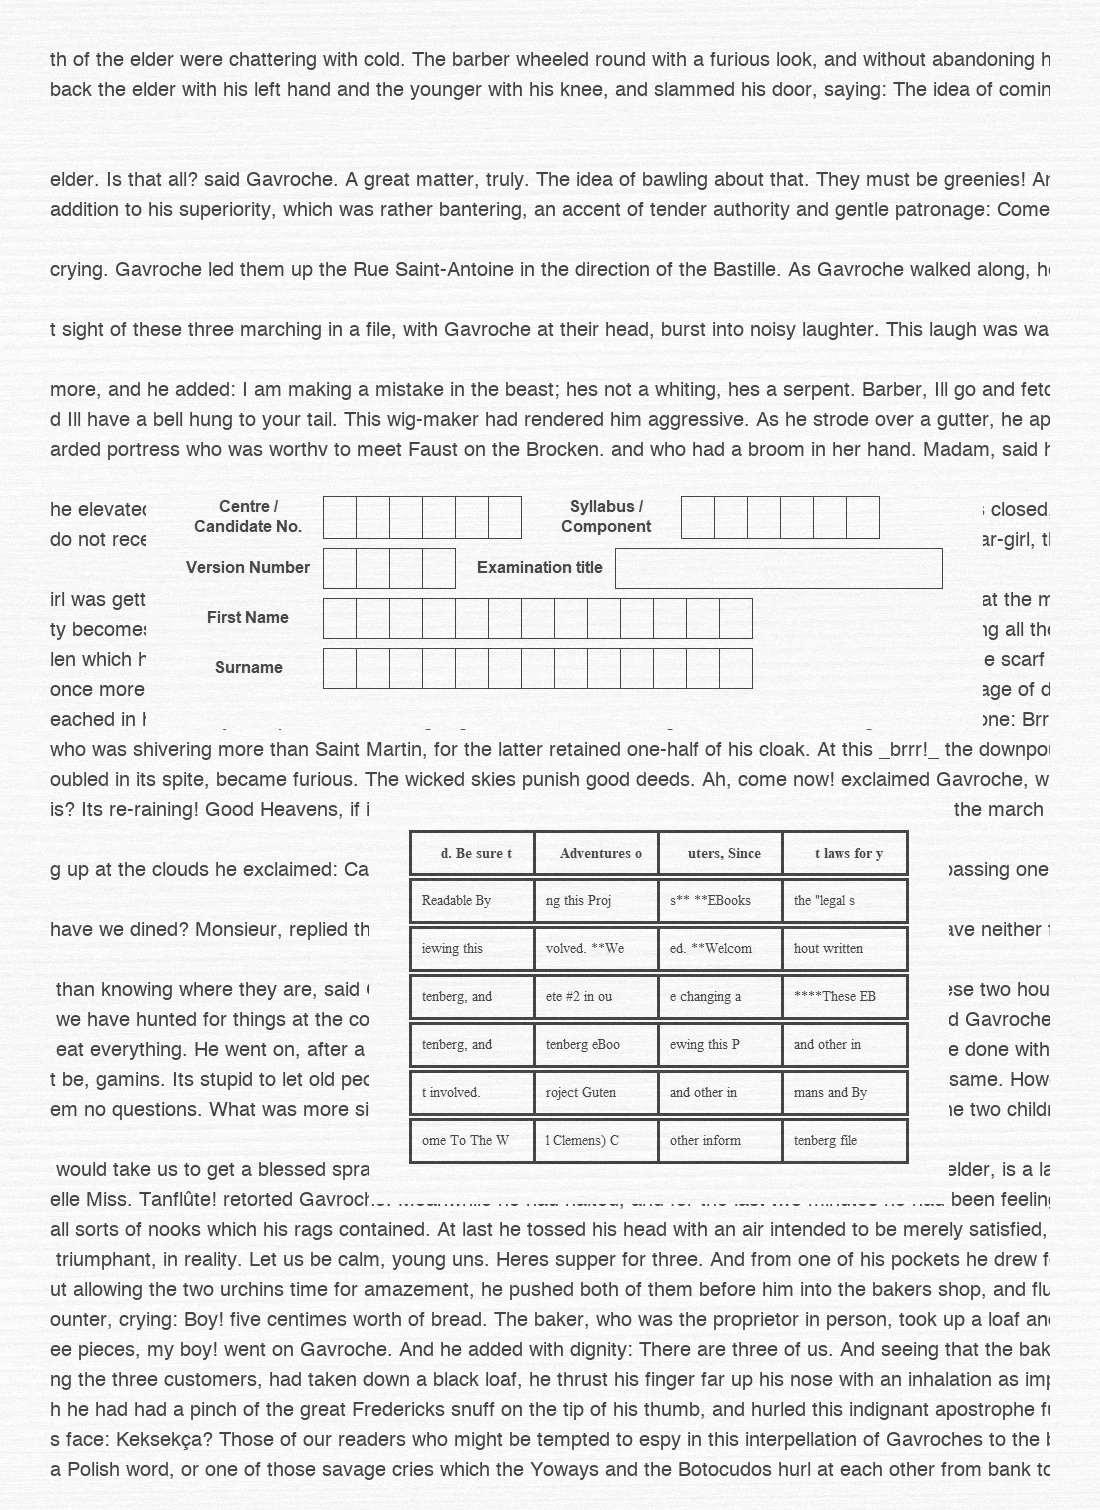 th of the elder were chattering with cold. The barber wheeled round with a furious look, and without abandoning
back the elder with his left hand and the younger with his knee, and slammed his door, saying: The idea of comin
elder. Is that all? said Gavroche. A great matter, truly. The idea of bawling about that. They must be greenies!
addition to his superiority, which was rather bantering, an accent of tender authority and gentle patronage: Come
crying. Gavroche led them up the Rue Saint-Antoine in the direction of the Bastille. As Gavroche walked along,
t sight of these three marching in a file, with Gavroche at their head, burst into noisy laughter. This laugh was wa
more, and he added: I am making a mistake in the beast; hes not a whiting, hes a serpent. Barber, Ill go and fetc
d Ill have a bell hung to your tail. This wig-maker had rendered him aggressive. As he strode over a gutter, he ap
arded portress who was worthy to meet Faust on the Brocken, and who had a broom in her hand. Madam, said
he elevated closed.
do not rece ar-girl,
irl was gett at the m
ty becomes ng all the
len which e scarf
once more age of d
eached in one: Brr
Centre / Candidate No.
Syllabus / Component
Version Number Examination title
First Name
Surname
who was shivering more than Saint Martin, for the latter retained one-half of his cloak. At this _brrr!_ the downpou
oubled in its spite, became furious. The wicked skies punish good deeds. Ah, come now! exclaimed Gavroche, w
is? Its re-raining! Good Heavens, if i the march
g up at the clouds he exclaimed: Ca passing one
have we dined? Monsieur, replied th ave neither
than knowing where they are, said ese two hou
we have hunted for things at the co d Gavroche
eat everything. He went on, after a e done with
t be, gamins. Its stupid to let old peo same. How
em no questions. What was more si he two childr
would take us to get a blessed spra elder, is a la
d. Be sure t Adventures o uters, Since t laws for y
Readable By ng this Proj s** **EBooks the "legal s
iewing this volved. **We ed. **Welcom hout written
tenberg, and ete #2 in ou e changing a ****These EB
tenberg, and tenberg eBoo ewing this P and other in
t involved. roject Guten and other in mans and By
ome To The W l Clemens) C other inform tenberg file
elle Miss. Tanflûte! retorted Gavroche. Meanwhile he had halted, and for the last two minutes he had been feeling
all sorts of nooks which his rags contained. At last he tossed his head with an air intended to be merely satisfied,
triumphant, in reality. Let us be calm, young uns. Heres supper for three. And from one of his pockets he drew
ut allowing the two urchins time for amazement, he pushed both of them before him into the bakers shop, and flu
ounter, crying: Boy! five centimes worth of bread. The baker, who was the proprietor in person, took up a loaf and
ee pieces, my boy! went on Gavroche. And he added with dignity: There are three of us. And seeing that the bak
ng the three customers, had taken down a black loaf, he thrust his finger far up his nose with an inhalation as imp
h he had had a pinch of the great Fredericks snuff on the tip of his thumb, and hurled this indignant apostrophe
s face: Keksekça? Those of our readers who might be tempted to espy in this interpellation of Gavroches to the
a Polish word, or one of those savage cries which the Yoways and the Botocudos hurl at each other from bank to